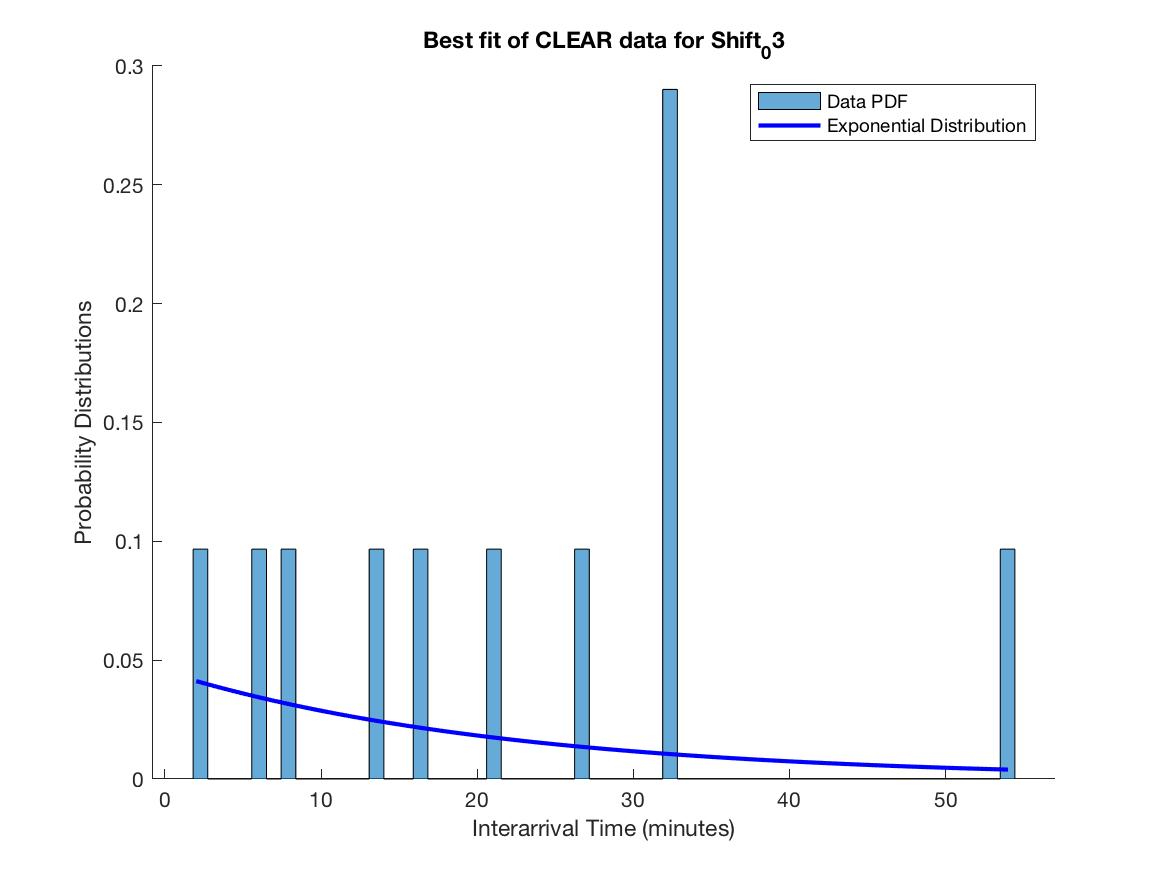 Best fit of CLEAR data for Shift₀3
0.3
0.25
0.2
0.15
0.1
0.05
0
Probability Distributions
Data PDF
Exponential Distribution
0 10 20 30 40 50
Interarrival Time (minutes)